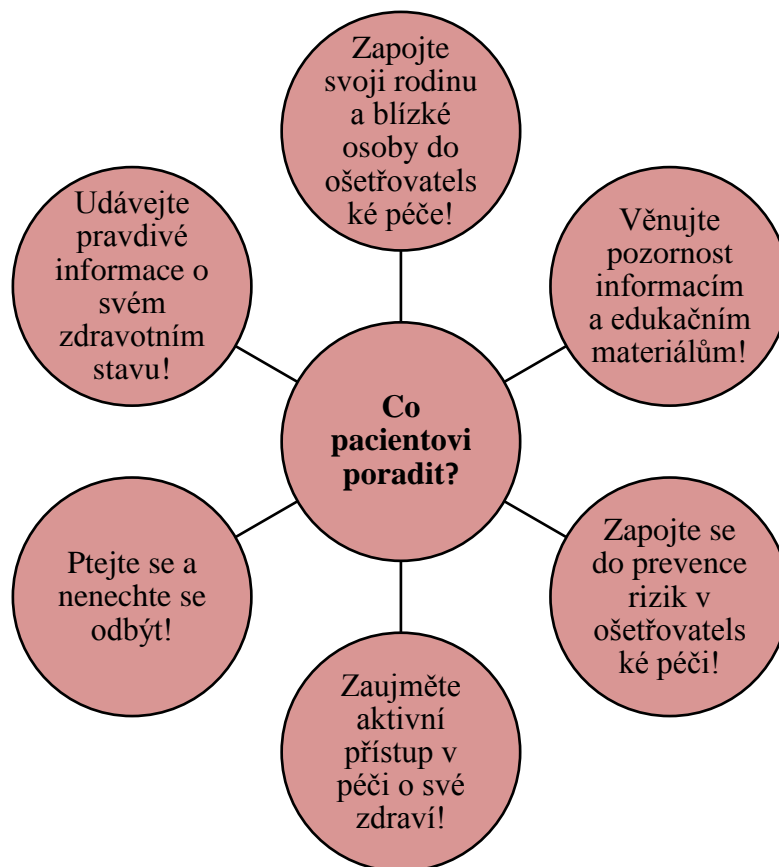 Zapojte
svoji rodinu
a blízké
osoby do
ošetřovatels
ké péče!
Věnujte
pozornost
informacím
a edukačním
materiálům!
Zapojte se
do prevence
rizik v
ošetřovatels
ké péči!
Zaujměte
aktivní
přístup v
péči o své
zdraví!
Ptejte se a
nenechte se
odbýt!
Udávejte
pravdivé
informace o
svém
zdravotním
stavu!
Co
pacientovi
poradit?